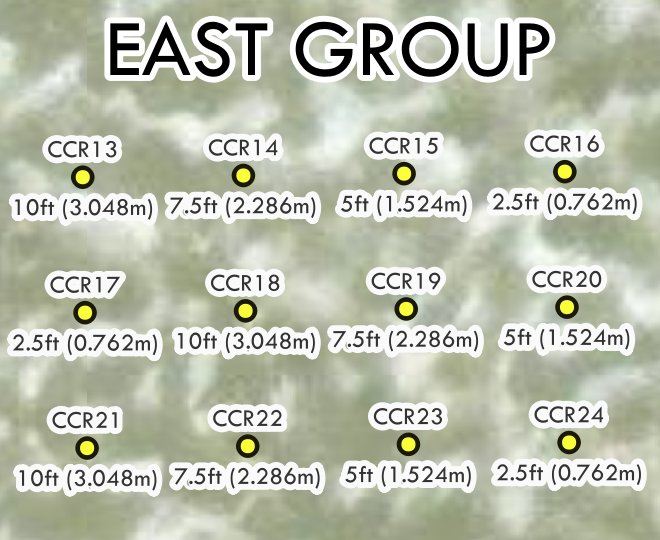 EAST GROUP
CCR13 CCR14 CCR15 CCR16
10ft (3.048m) 7.5ft (2.286m) 5ft (1.524m) 2.5ft (0.762m)
CCR17 CCR18 CCR19 CCR20
2.5ft (0.762m) 10ft (3.048m) 7.5ft (2.286m) 5ft (1.524m)
CCR21 CCR22 CCR23 CCR24
10ft (3.048m) 7.5ft (2.286m) 5ft (1.524m) 2.5ft (0.762m)